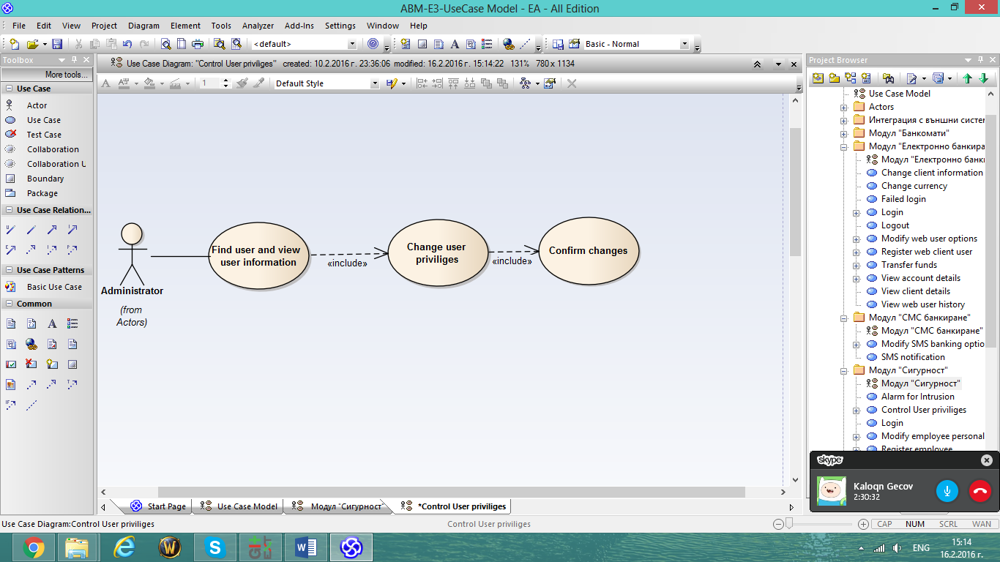 ABM-E3-UseCase Model - EA - All Edition
File Edit View Project Diagram Element Tools Analyzer Add-Ins Settings Window Help
<default>
Basic - Normal
Toolbox
More tools...
Use Case
Actor
Use Case
Test Case
Collaboration
Collaboration U
Boundary
Package
Use Case Relation...
Use Case Patterns
Basic Use Case
Common
Use Case Diagram: "Control User priviliges" created: 10.2.2016 г. 23:36:06 modified: 16.2.2016 г. 15:14:22 131% 780 x 1134
1 Default Style
Administrator
(from
Actors)
Find user and view
user information
«include»
Change user
priviliges
«include»
Confirm changes
Project Browser
Use Case Model
Actors
Интеграция с външни систем
Модул "Банкомати"
Модул "Електронно банкира
Модул "Електронно банки
Change client information
Change currency
Failed login
Login
Logout
Modify web user options
Register web client user
Transfer funds
View account details
View client details
View web user history
Модул "СМС банкиране"
Модул "СМС банкиране"
Modify SMS banking optio
SMS notification
Модул "Сигурност"
Модул "Сигурност"
Alarm for Intrusion
Control User priviliges
Login
Modify employee personal
Register employee
skype
Kaloqn Gecov
2:30:32
Start Page Use Case Model Модул "Сигурност" *Control User priviliges
Use Case Diagram:Control User priviliges
Control User priviliges
CAP NUM SCRL WAN
ENG
15:14
16.2.2016 г.